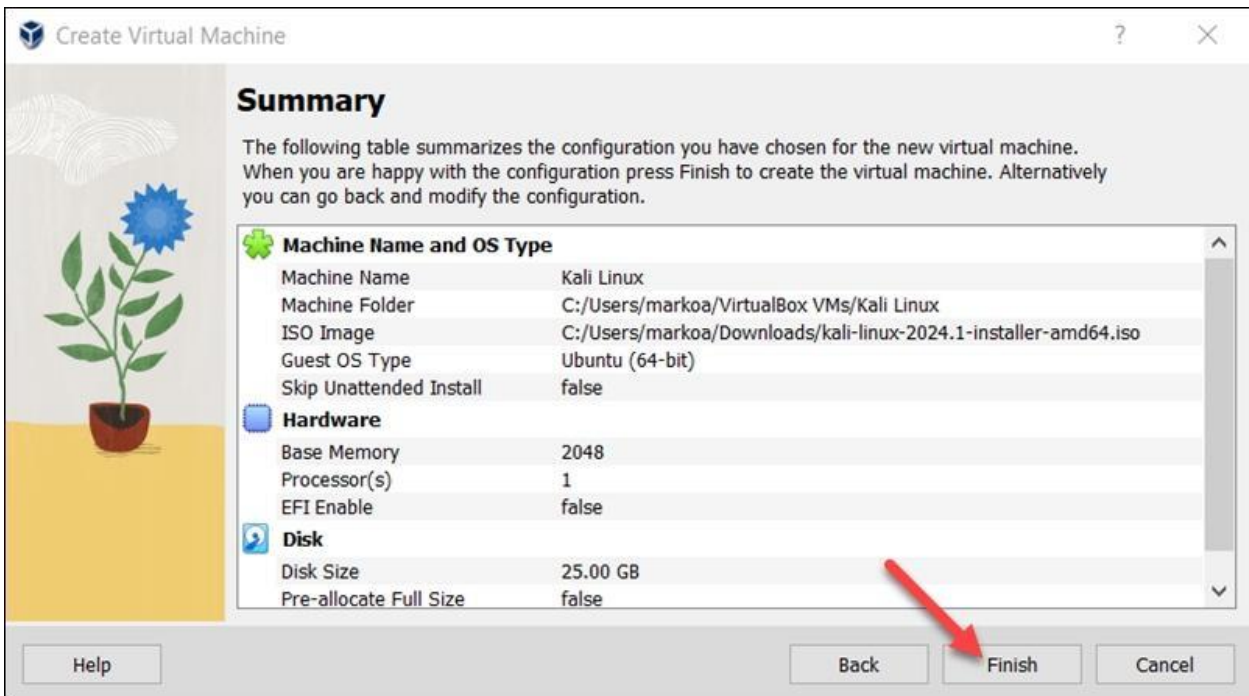 Create Virtual Machine
Summary
The following table summarizes the configuration you have chosen for the new virtual machine.
When you are happy with the configuration press Finish to create the virtual machine. Alternatively
you can go back and modify the configuration.
Machine Name and OS Type
Machine Name Kali Linux
Machine Folder C:/Users/markoa/VirtualBox VMs/Kali Linux
ISO Image C:/Users/markoa/Downloads/kali-linux-2024.1-installer-amd64.iso
Guest OS Type Ubuntu (64-bit)
Skip Unattended Install false
Hardware
Base Memory 2048
Processor(s) 1
EFI Enable false
Disk
Disk Size 25.00 GB
Pre-allocate Full Size false
Help Back Finish Cancel